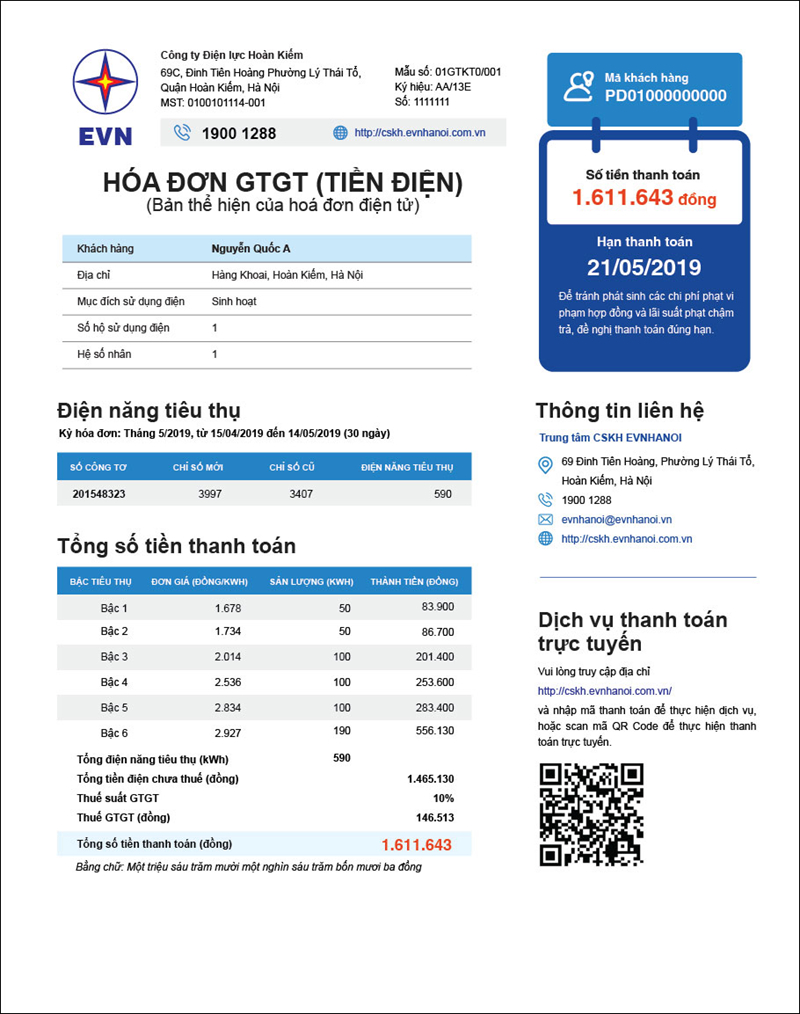 Công ty Điện lực Hoàn Kiếm
69C, Đinh Tiên Hoàng Phường Lý Thái Tổ,
Quận Hoàn Kiếm, Hà Nội
MST: 0100101114-001
Mẫu số: 01GTKT0/001
Ký hiệu: AA/13E
Số: 1111111
EVN
1900 1288
http://cskh.evnhanoi.com.vn
Mã khách hàng
PD01000000000
Số tiền thanh toán
1.611.643 đồng
Hạn thanh toán
21/05/2019
Để tránh phát sinh các chi phí phạt vi
phạm hợp đồng và lãi suất phạt chậm
trả, đề nghị thanh toán đúng hạn.
HÓA ĐƠN GTGT (TIỀN ĐIỆN)
(Bản thể hiện của hoá đơn điện tử)
Khách hàng Nguyễn Quốc A
Địa chỉ Hàng Khoai, Hoàn Kiếm, Hà Nội
Mục đích sử dụng điện Sinh hoạt
Số hộ sử dụng điện 1
Hệ số nhân 1
Điện năng tiêu thụ
Kỳ hóa đơn: Tháng 5/2019, từ 15/04/2019 đến 14/05/2019 (30 ngày)
SỐ CÔNG TƠ CHỈ SỐ MỚI CHỈ SỐ CŨ ĐIỆN NĂNG TIÊU THỤ
201548323 3997 3407 590
Tổng số tiền thanh toán
BẬC TIÊU THỤ ĐƠN GIÁ (ĐỒNG/KWH) SẢN LƯỢNG (KWH) THÀNH TIỀN (ĐỒNG)
Bậc 1 1.678 50 83.900
Bậc 2 1.734 50 86.700
Bậc 3 2.014 100 201.400
Bậc 4 2.536 100 253.600
Bậc 5 2.834 100 283.400
Bậc 6 2.927 190 556.130
Tổng điện năng tiêu thụ (kWh) 590
Tổng tiền điện chưa thuế (đồng) 1.465.130
Thuế suất GTGT 10%
Thuế GTGT (đồng) 146.513
Tổng số tiền thanh toán (đồng) 1.611.643
Bằng chữ: Một triệu sáu trăm mười một nghìn sáu trăm bốn mươi ba đồng
Thông tin liên hệ
Trung tâm CSKH EVNHANOI
69 Đinh Tiên Hoàng, Phường Lý Thái Tổ,
Hoàn Kiếm, Hà Nội
1900 1288
evnhanoi@evnhanoi.vn
http://cskh.evnhanoi.com.vn
Dịch vụ thanh toán
trực tuyến
Vui lòng truy cập địa chỉ
http://cskh.evnhanoi.com.vn/
và nhập mã thanh toán để thực hiện dịch vụ,
hoặc scan mã QR Code để thực hiện thanh
toán trực tuyến.